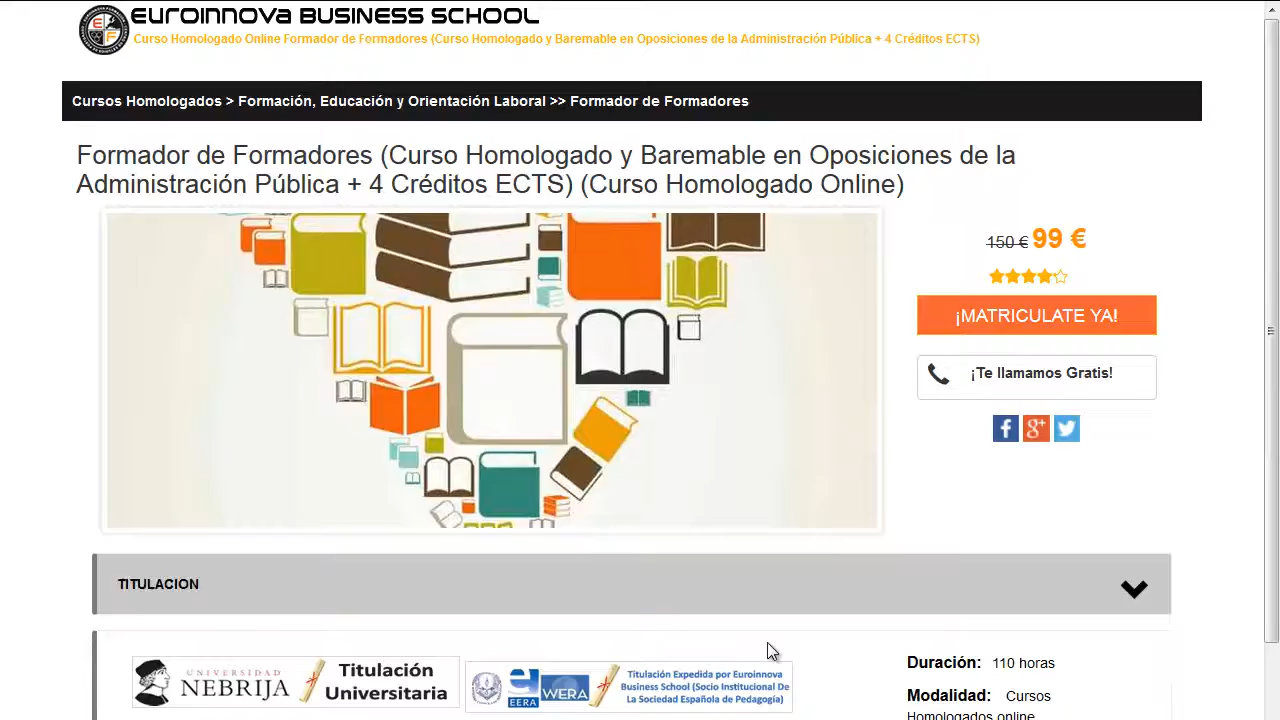 EUROINNOVA BUSINESS SCHOOL
Curso Homologado Online Formador de Formadores (Curso Homologado y Baremable en Oposiciones de la Administración Pública + 4 Créditos ECTS)
Cursos Homologados > Formación, Educación y Orientación Laboral >> Formador de Formadores
Formador de Formadores (Curso Homologado y Baremable en Oposiciones de la
Administración Pública + 4 Créditos ECTS) (Curso Homologado Online)
150 € 99 €
¡MATRICULATE YA!
¡Te llamamos Gratis!
TITULACION
UNIVERSIDAD
NEBRIJA
Titulación
Universitaria
EERA
WERA
Titulación Expedida por Euroinnova
Business School (Socio Institucional De
La Sociedad Española de Pedagogía)
Duración: 110 horas
Modalidad: Cursos
Homologados online